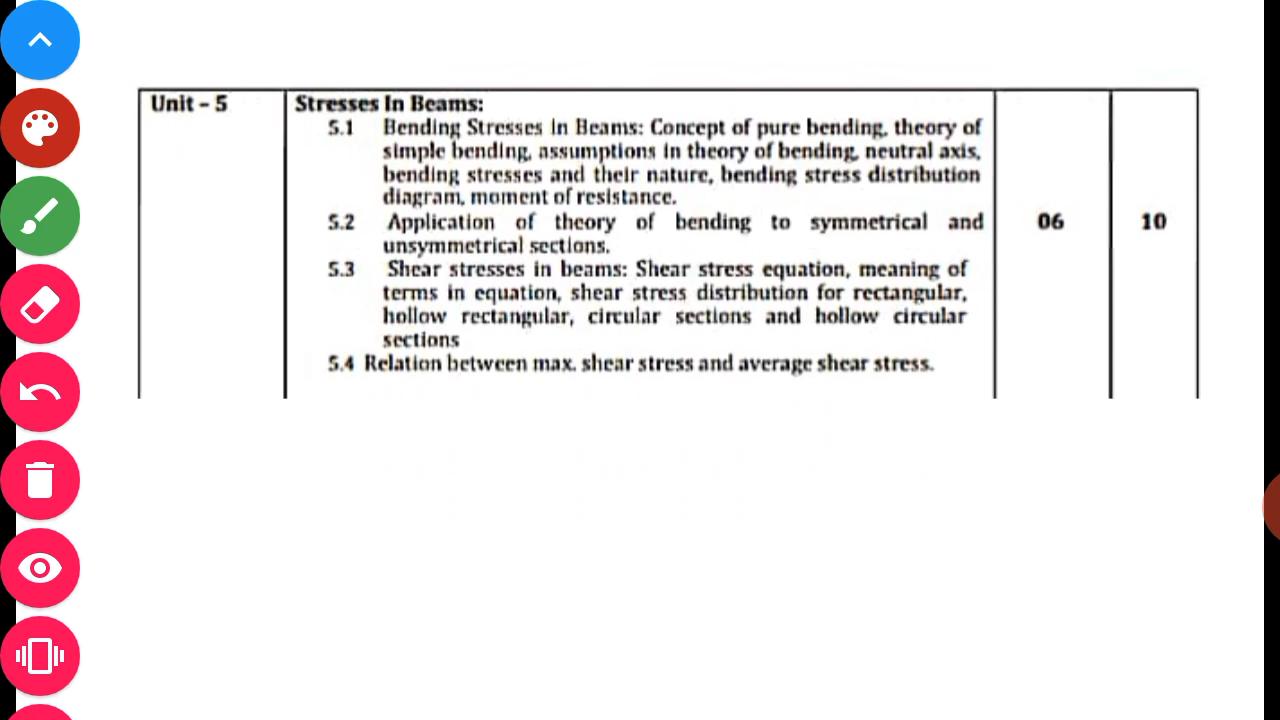 Unit – 5
Stresses In Beams:
5.1 Bending Stresses in Beams: Concept of pure bending, theory of
simple bending, assumptions in theory of bending, neutral axis,
bending stresses and their nature, bending stress distribution
diagram, moment of resistance.
5.2 Application of theory of bending to symmetrical and
unsymmetrical sections.
06
10
5.3 Shear stresses in beams: Shear stress equation, meaning of
terms in equation, shear stress distribution for rectangular,
hollow rectangular, circular sections and hollow circular
sections
5.4 Relation between max. shear stress and average shear stress.